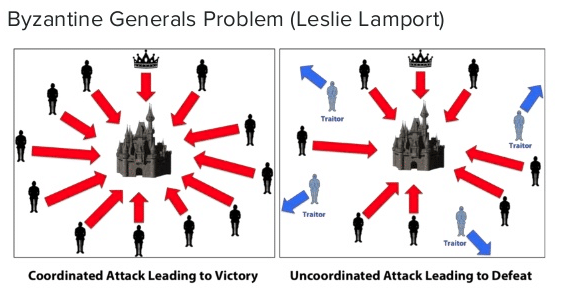 Byzantine Generals Problem (Leslie Lamport)
Traitor
Traitor
Traitor
Traitor
Coordinated Attack Leading to Victory
Uncoordinated Attack Leading to Defeat